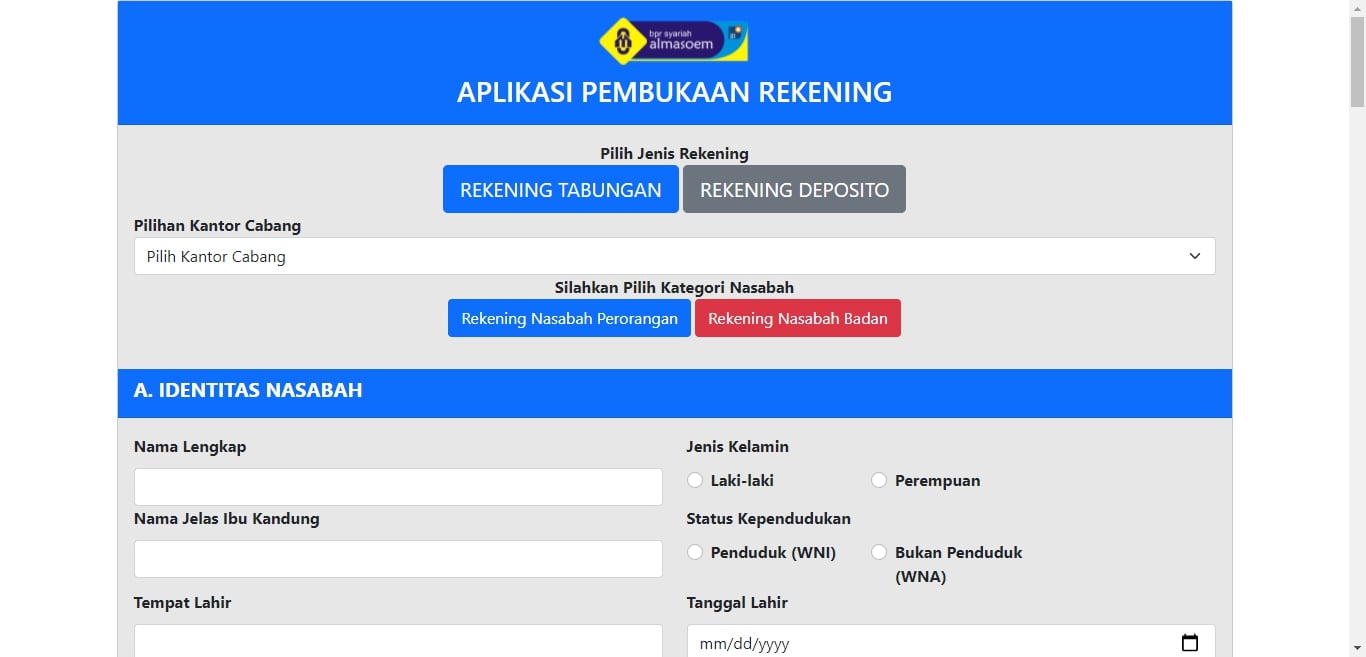 bpr syariah
almasoem
APLIKASI PEMBUKAAN REKENING
Pilih Jenis Rekening
REKENING TABUNGAN REKENING DEPOSITO
Pilihan Kantor Cabang
Pilih Kantor Cabang
Silahkan Pilih Kategori Nasabah
Rekening Nasabah Perorangan Rekening Nasabah Badan
A. IDENTITAS NASABAH
Nama Lengkap
Jenis Kelamin
Laki-laki Perempuan
Nama Jelas Ibu Kandung
Status Kependudukan
Penduduk (WNI) Bukan Penduduk
(WNA)
Tempat Lahir
Tanggal Lahir
mm/dd/yyyy